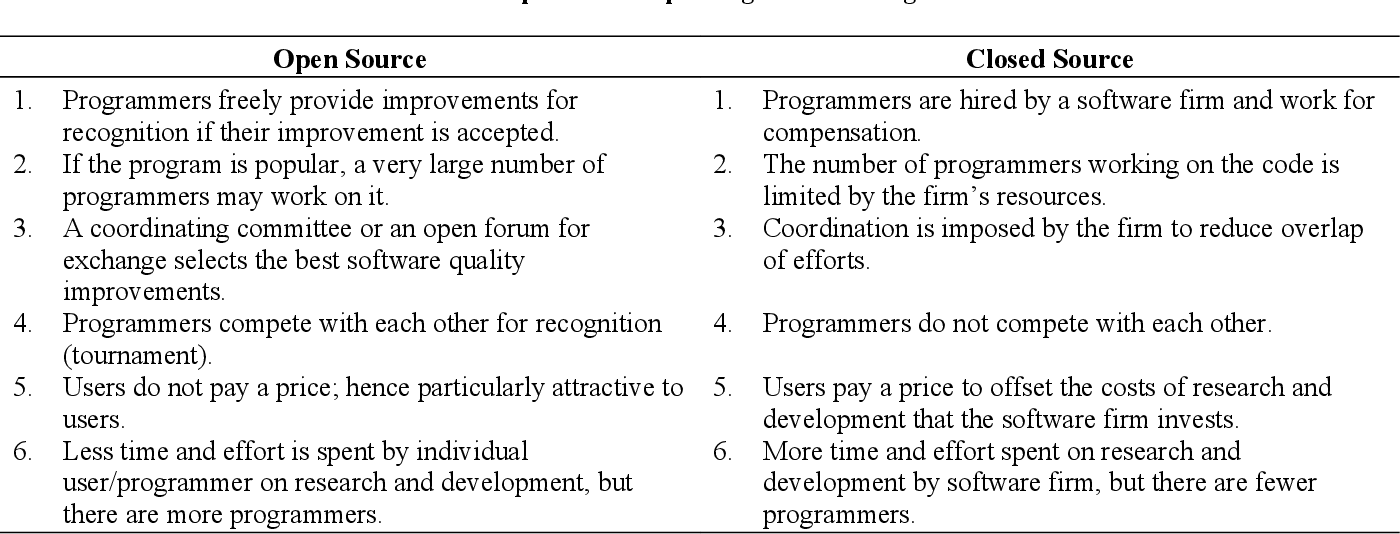 Open Source
Closed Source
1. Programmers freely provide improvements for
recognition if their improvement is accepted.
2. If the program is popular, a very large number of
programmers may work on it.
3. A coordinating committee or an open forum for
exchange selects the best software quality
improvements.
4. Programmers compete with each other for recognition
(tournament).
5. Users do not pay a price; hence particularly attractive to
users.
6. Less time and effort is spent by individual
user/programmer on research and development, but
there are more programmers.
1. Programmers are hired by a software firm and work for
compensation.
2. The number of programmers working on the code is
limited by the firm's resources.
3. Coordination is imposed by the firm to reduce overlap
of efforts.
4. Programmers do not compete with each other.
5. Users pay a price to offset the costs of research and
development that the software firm invests.
6. More time and effort spent on research and
development by software firm, but there are fewer
programmers.